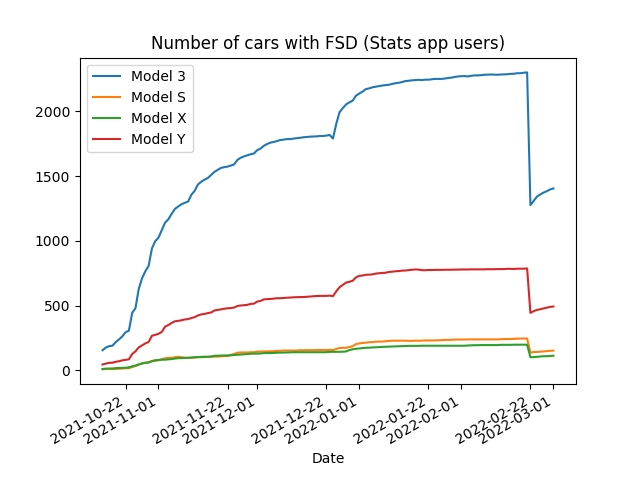 Number of cars with FSD (Stats app users)
Model 3
Model S
Model X
Model Y
2000
1500
1000
500
0
2021-10-22
2021-11-01
2021-11-22
2021-12-01
2021-12-22
2022-01-01
2022-01-22
2022-02-01
2022-02-22
2022-03-01
Date